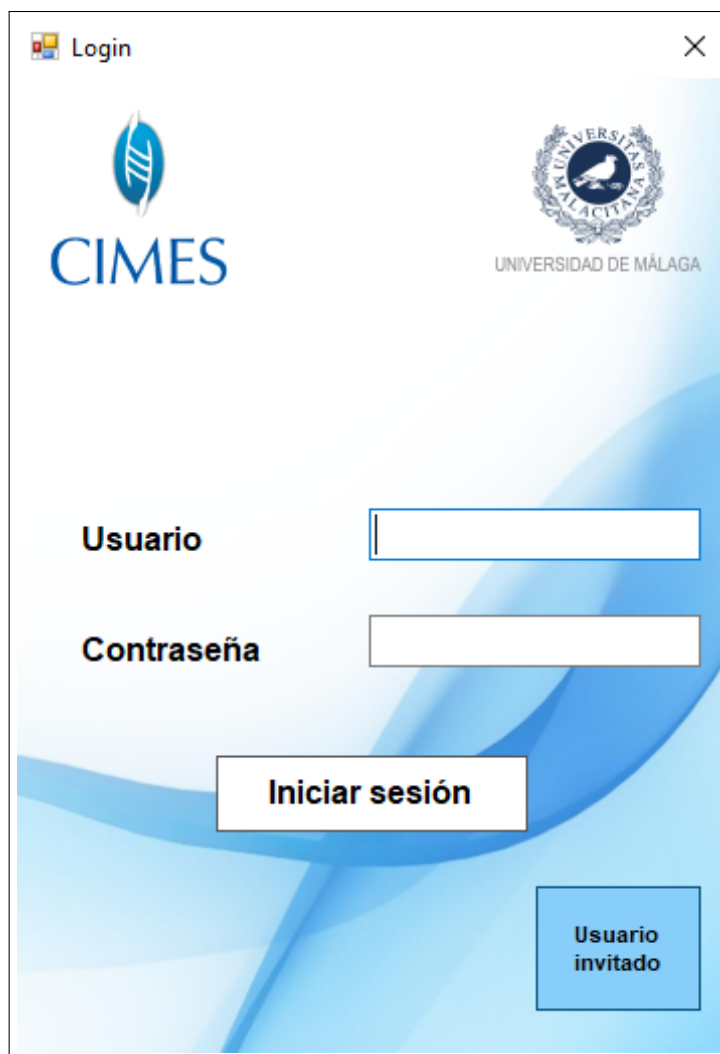 Login
CIMES
UNIVERSITAS MALACITANA
UNIVERSIDAD DE MÁLAGA
Usuario
Contraseña
Iniciar sesión
Usuario
invitado